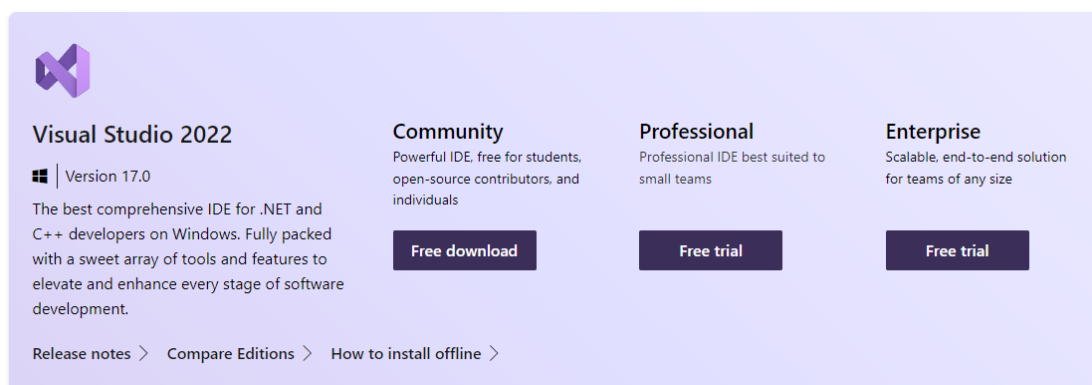 Visual Studio 2022
Version 17.0
The best comprehensive IDE for .NET and
C++ developers on Windows. Fully packed
with a sweet array of tools and features to
elevate and enhance every stage of software
development.
Community
Powerful IDE, free for students,
open-source contributors, and
individuals
Free download
Professional
Professional IDE best suited to
small teams
Free trial
Enterprise
Scalable, end-to-end solution
for teams of any size
Free trial
Release notes
Compare Editions
How to install offline